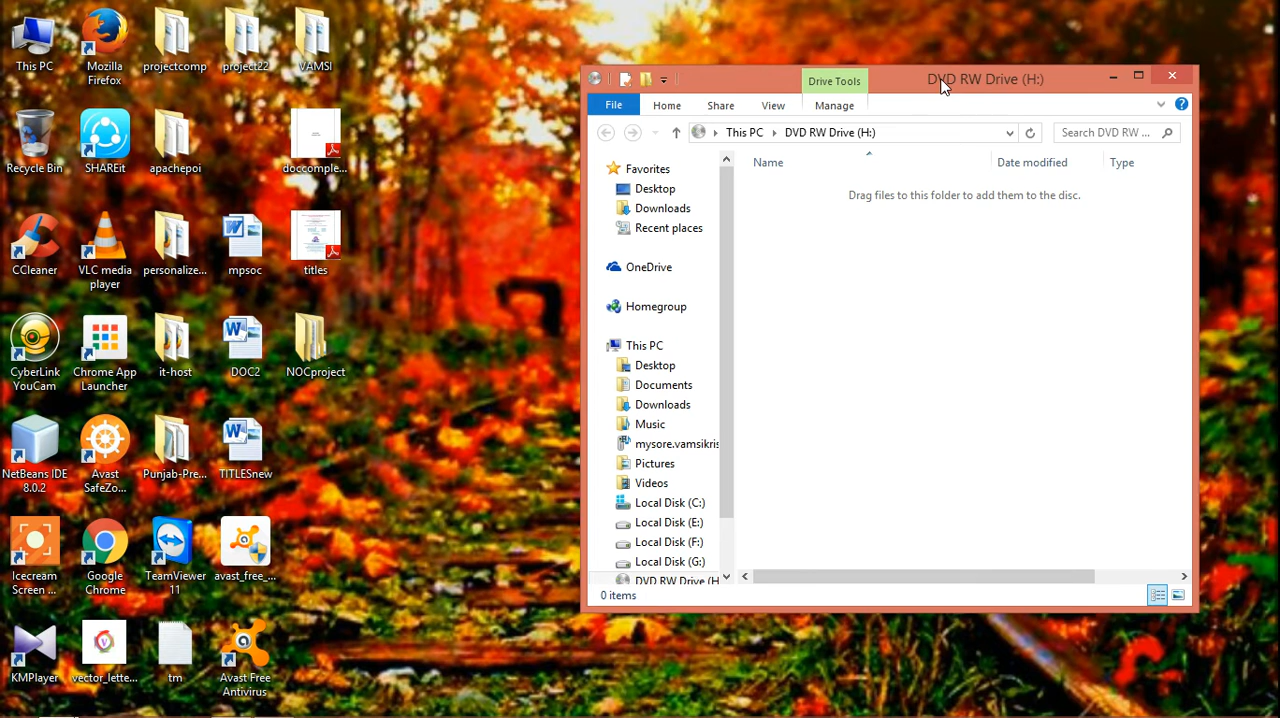 This PC
Mozilla
Firefox
projectcomp
project22
VAMSI
Recycle Bin
SHAREit
apachepoi
doccomple...
CCleaner
VLC media
player
personalize...
mpsoc
titles
CyberLink
YouCam
Chrome App
Launcher
it-host
DOC2
NOCproject
NetBeans IDE
8.0.2
Avast
SafeZo...
Punjab-Pre...
TITLESnew
Icecream
Screen ...
Google
Chrome
TeamViewer
11
avast_free_...
KMPlayer
vector_lette...
tm
Avast Free
Antivirus
Drive Tools
DVD RW Drive (H:)
File
Home
Share
View
Manage
This PC
DVD RW Drive (H:)
Search DVD RW ...
Name
Date modified
Type
Drag files to this folder to add them to the disc.
Favorites
Desktop
Downloads
Recent places
OneDrive
Homegroup
This PC
Desktop
Documents
Downloads
Music
mysore.vamsikris
Pictures
Videos
Local Disk (C:)
Local Disk (E:)
Local Disk (F:)
Local Disk (G:)
DVD RW Drive (H
0 items